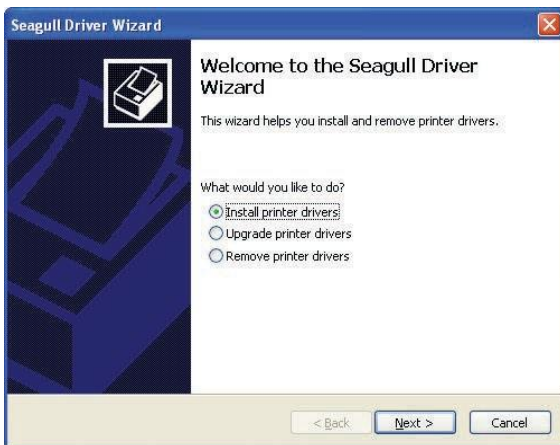 Seagull Driver Wizard
Welcome to the Seagull Driver
Wizard
This wizard helps you install and remove printer drivers.
What would you like to do?
Install printer drivers
Upgrade printer drivers
Remove printer drivers
< Back
Next >
Cancel